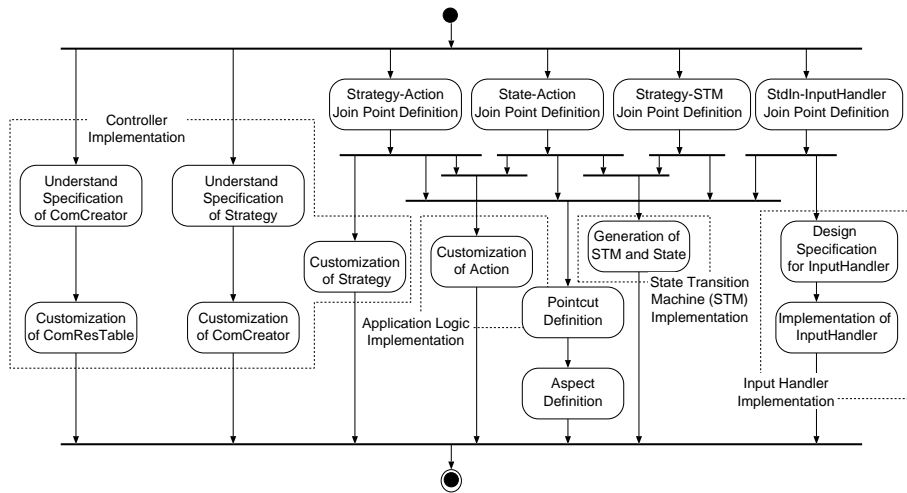 Strategy-Action
Join Point Definition
State-Action
Join Point Definition
Strategy-STM
Join Point Definition
StdIn-InputHandler
Join Point Definition
Controller
Implementation
Understand
Specification
of ComCreator
Understand
Specification
of Strategy
Customization
of Strategy
Customization
of Action
Generation of
STM and State
Design
Specification
for InputHandler
State Transition
Machine (STM)
Implementation
Customization
of ComResTable
Customization
of ComCreator
Application Logic
Implementation
Pointcut
Definition
Implementation of
InputHandler
Aspect
Definition
Input Handler
Implementation